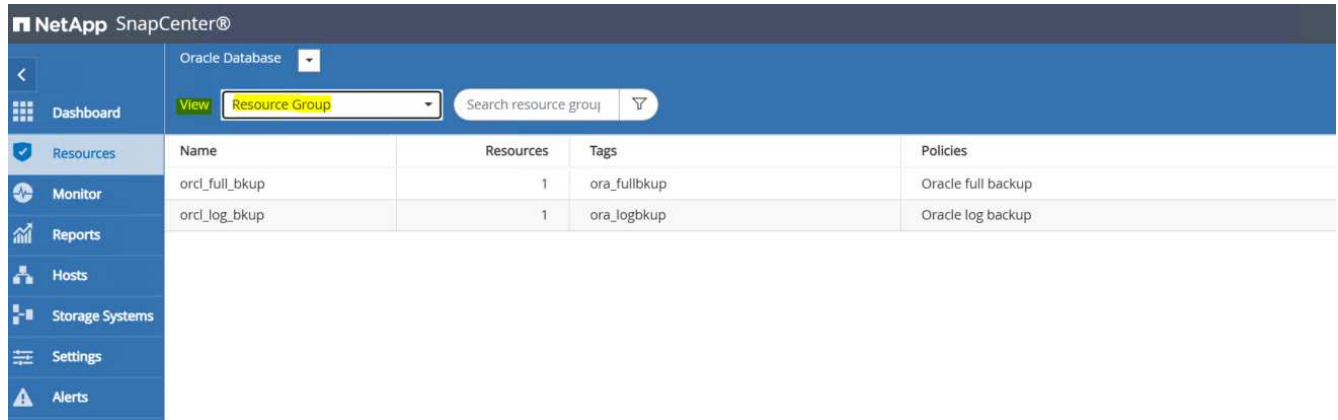 NetApp SnapCenter®
Oracle Database
View Resource Group Search resource grou
Dashboard
Resources
Monitor
Reports
Hosts
Storage Systems
Settings
Alerts
Name Resources Tags Policies
orcl_full_bkup 1 ora_fullbkup Oracle full backup
orcl_log_bkup 1 ora_logbkup Oracle log backup